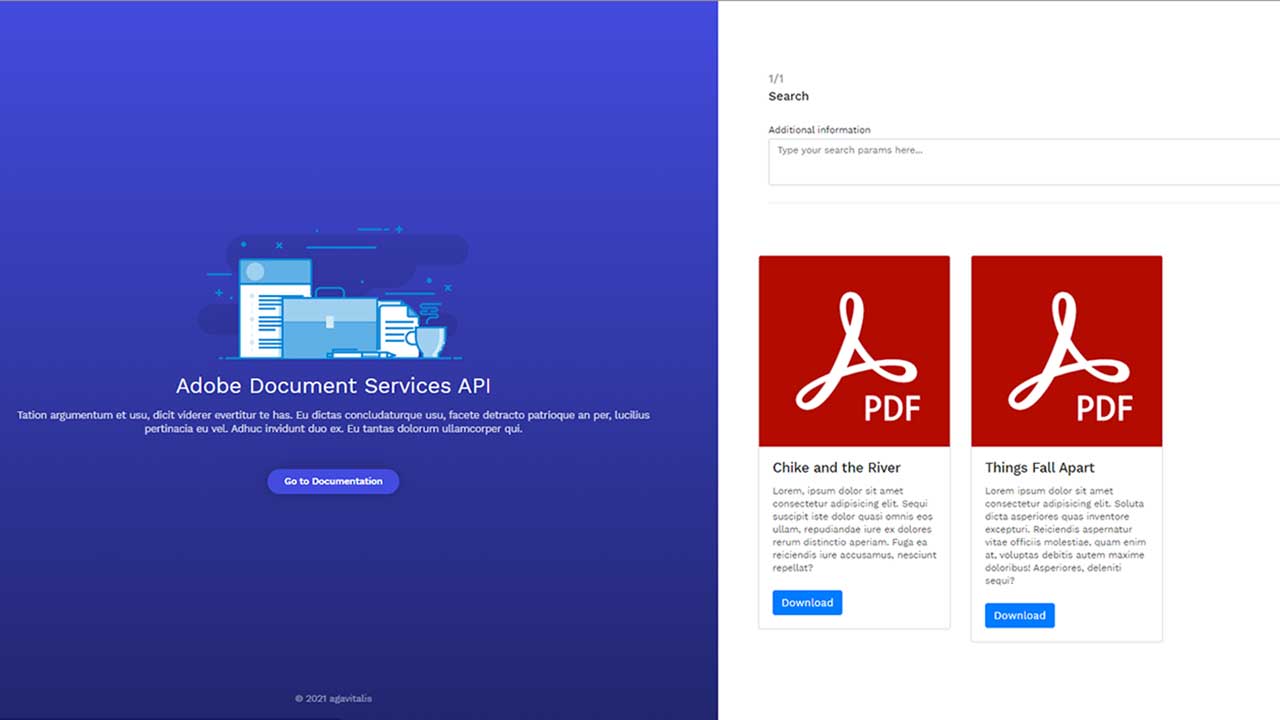 Adobe Document Services API
Tation argumentum et usu, dicit viderer evertitur te has. Eu dictas concludaturque usu, facete detracto patrioque an per, lucilius
pertinacia eu vel. Adhuc invidunt duo ex. Eu tantas dolorum ullamcorper qui.
Go to Documentation
© 2021 agavitalis
1/1
Search
Additional information
Type your search params here...
PDF
Chike and the River
Lorem, ipsum dolor sit amet
consectetur adipisicing elit. Sequi
suscipit iste dolor quasi omnis eos
ullam, repudiandae iure ex dolores
rerum distinctio aperiam. Fuga ea
reiciendis iure accusamus, nesciunt
repellat?
Download
PDF
Things Fall Apart
Lorem ipsum dolor sit amet
consectetur adipisicing elit. Soluta
dicta asperiores quas inventore
excepturi. Reiciendis aspernatur
vitae officiis molestiae, quam enim
at, voluptas debitis autem maxime
doloribus! Asperiores, deleniti
sequi?
Download